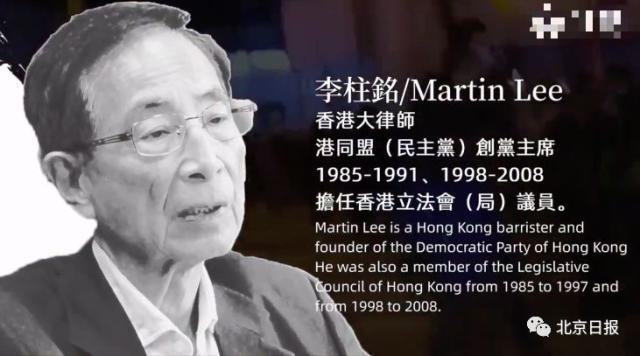 李柱銘/Martin Lee
香港大律師
港同盟（民主黨）創黨主席
1985-1991、1998-2008
擔任香港立法會（局）議員。
Martin Lee is a Hong Kong barrister and
founder of the Democratic Party of Hong Kong
He was also a member of the Legislative
Council of Hong Kong from 1985 to 1997 and
from 1998 to 2008.
北京日报